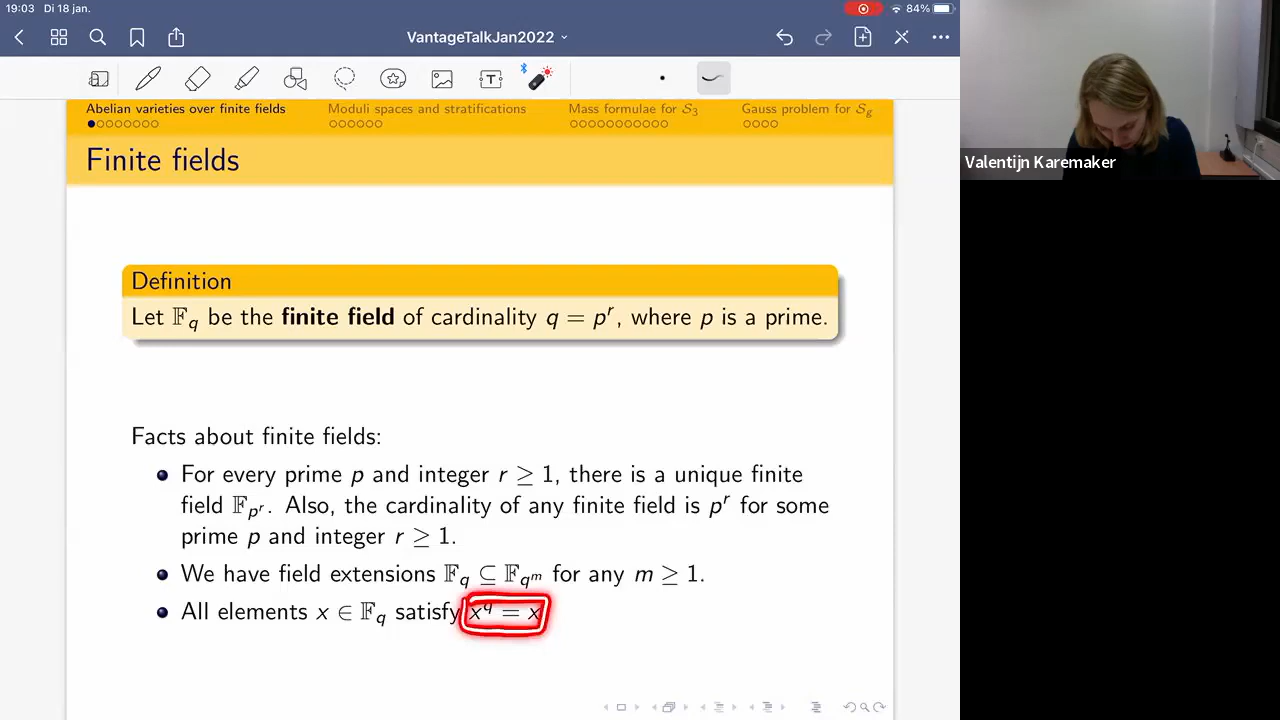 19:03 Di 18 jan.
84%
VantageTalkJan2022
T
Abelian varieties over finite fields
Moduli spaces and stratifications
Mass formulae for 𝒮₃
Gauss problem for 𝒮g
Finite fields
Definition
Let 𝔽q be the finite field of cardinality q = pʳ, where p is a prime.
Facts about finite fields:
For every prime p and integer r ≥ 1, there is a unique finite
field 𝔽pʳ. Also, the cardinality of any finite field is pʳ for some
prime p and integer r ≥ 1.
We have field extensions 𝔽q ⊆ 𝔽qᵐ for any m ≥ 1.
All elements x ∈ 𝔽q satisfy x^q = x
Valentijn Karemaker